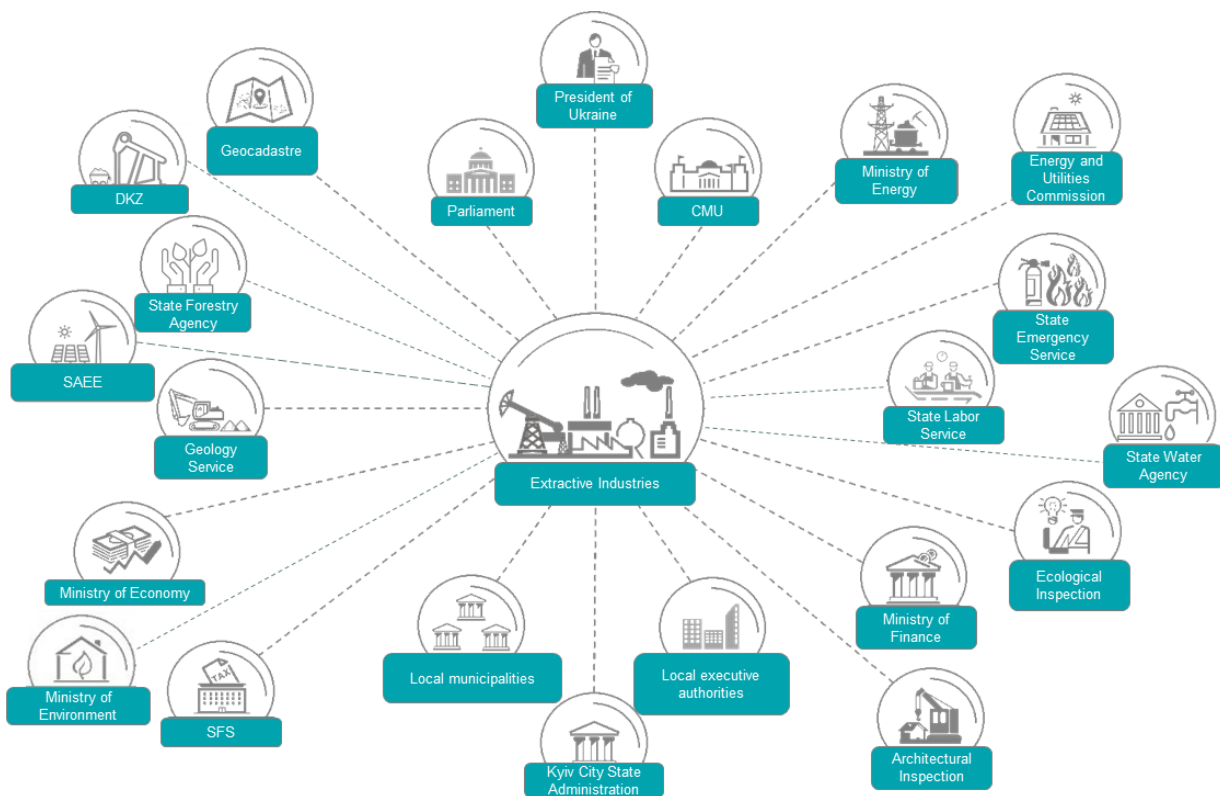 President of
Ukraine
Geocadastre
Ministry of
Energy
Energy and
Utilities
Commission
DKZ
Parliament
CMU
State Forestry
Agency
State
Emergency
Service
SAEE
State Labor
Service
Geology
Service
State Water
Agency
Extractive Industries
Ministry of Economy
Ecological
Inspection
Ministry of
Finance
Local municipalities
Local executive
authorities
Ministry of
Environment
TAX
SFS
Kyiv City State
Administration
Architectural
Inspection